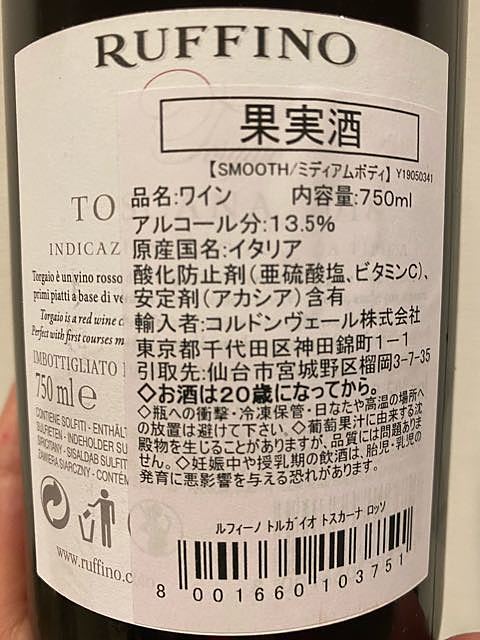 RUFFINO
果実酒
【SMOOTH/ミディアムボディ】 Y19050341
品名:ワイン 内容量:750ml
TO
アルコール分:13.5%
INDICAZ
原産国名:イタリア
Torgaio è un vino rosso
酸化防止剤(亜硫酸塩、ビタミンC)、
primi piatti a base di ve
安定剤(アカシア)含有
Torgaio is a red wine c
輸入者:コルドンヴェール株式会社
Perfect with first courses m
東京都千代田区神田錦町1-1
IMBOTTIGLIATO
引取先:仙台市宮城野区榴岡3-7-35
750 ml e
◇お酒は20歳になってから。
CONTIENE SOLFITI - ENTHÄL
◇瓶への衝撃・冷凍保管・日なたや高温の場所へ
SULFIETEN - INDEHOLDER SU
の放置は避けて下さい。◇葡萄果汁に由来する沈
SIRČITANY - SISALDAB SULFIT
殿物を生じることがありますが、品質には問題ありま
ZAWIERA SIARCZYNY - CONTÉM
せん。◇妊娠中や授乳期の飲酒は、胎児・乳児の
発育に悪影響を与える恐れがあります。
www.ruffino.c
ルフィーノ トルガイオ トスカーナ ロッソ
8 001660 103751